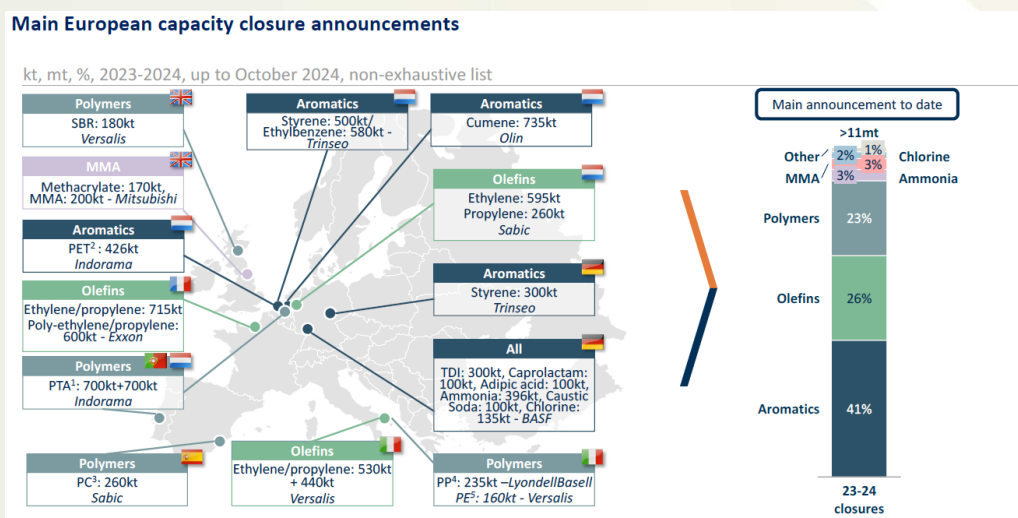 Main European capacity closure announcements
kt, mt, %, 2023-2024, up to October 2024, non-exhaustive list
Polymers
SBR: 180kt
Versalis
MMA
Methacrylate: 170kt,
MMA: 200kt - Mitsubishi
Aromatics
PET² : 426kt
Indorama
Olefins
Ethylene/propylene: 715kt
Poly-ethylene/propylene:
600kt - Exxon
Polymers
PTA¹: 700kt+700kt
Indorama
Polymers
PC³: 260kt
Sabic
Aromatics
Styrene: 500kt/
Ethylbenzene: 580kt -
Trinseo
Aromatics
Cumene: 735kt
Olin
Olefins
Ethylene: 595kt
Propylene: 260kt
Sabic
Aromatics
Styrene: 300kt
Trinseo
All
TDI: 300kt, Caprolactam:
100kt, Adipic acid: 100kt,
Ammonia: 396kt, Caustic
Soda: 100kt, Chlorine:
135kt - BASF
Olefins
Ethylene/propylene: 530kt
+ 440kt
Versalis
Polymers
PP⁴: 235kt –LyondellBasell
PE⁵: 160kt - Versalis
Main announcement to date
>11mt
Other 2% 1% Chlorine
MMA 3% 3% Ammonia
Polymers 23%
Olefins 26%
Aromatics 41%
23-24
closures